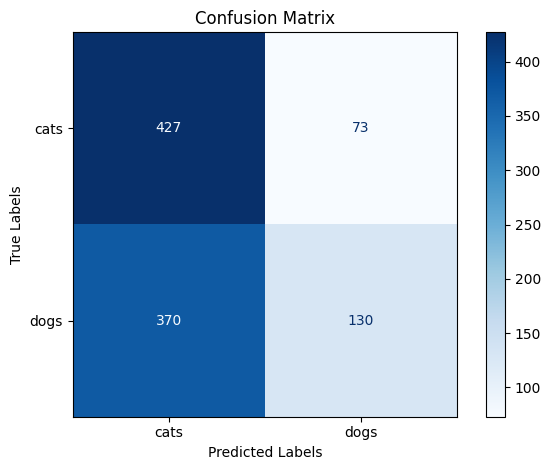 Confusion Matrix
True Labels
cats
427
73
dogs
370
130
cats
dogs
Predicted Labels
400
350
300
250
200
150
100